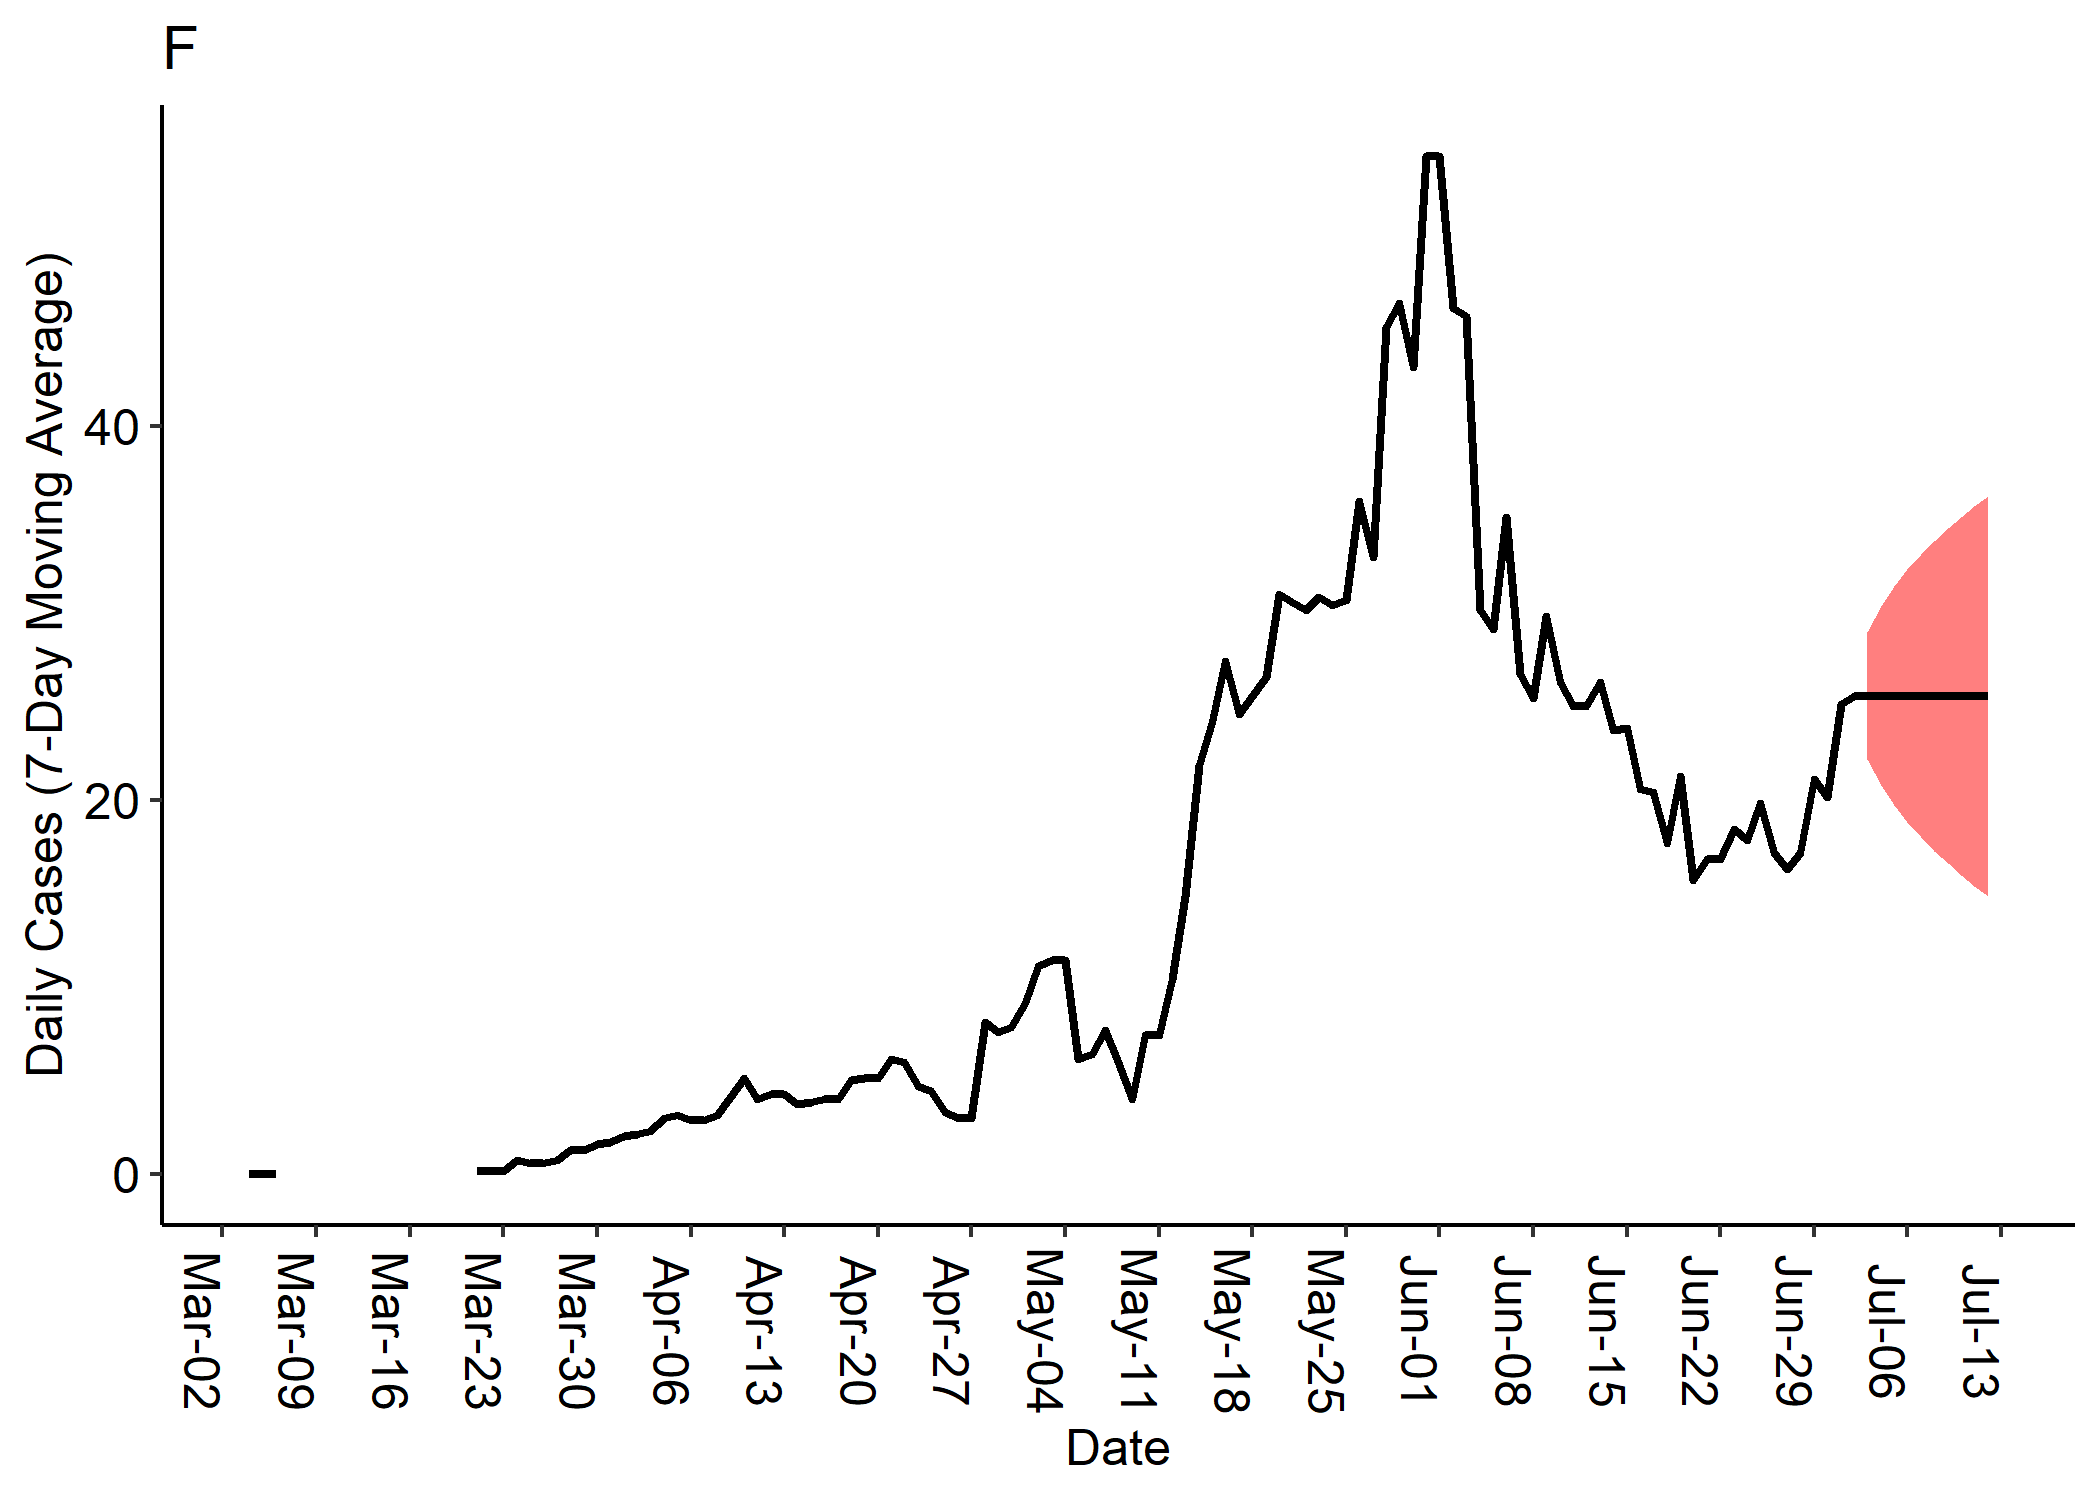 F
Daily Cases (7-Day Moving Average)
40
20
0
Mar-02
Mar-09
Mar-16
Mar-23
Mar-30
Apr-06
Apr-13
Apr-20
Apr-27
May-04
May-11
May-18
May-25
Jun-01
Jun-08
Jun-15
Jun-22
Jun-29
Jul-06
Jul-13
Date